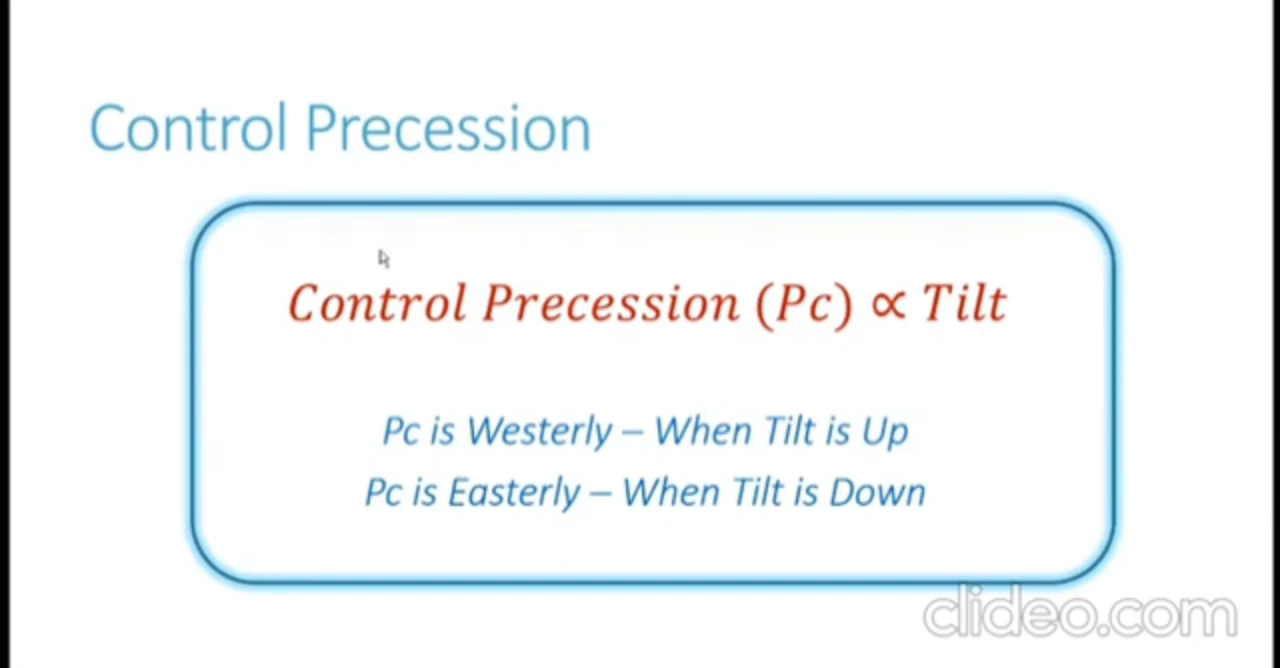 Control Precession
Control Precession (Pc) ∝ Tilt
Pc is Westerly – When Tilt is Up
Pc is Easterly – When Tilt is Down
clideo.com